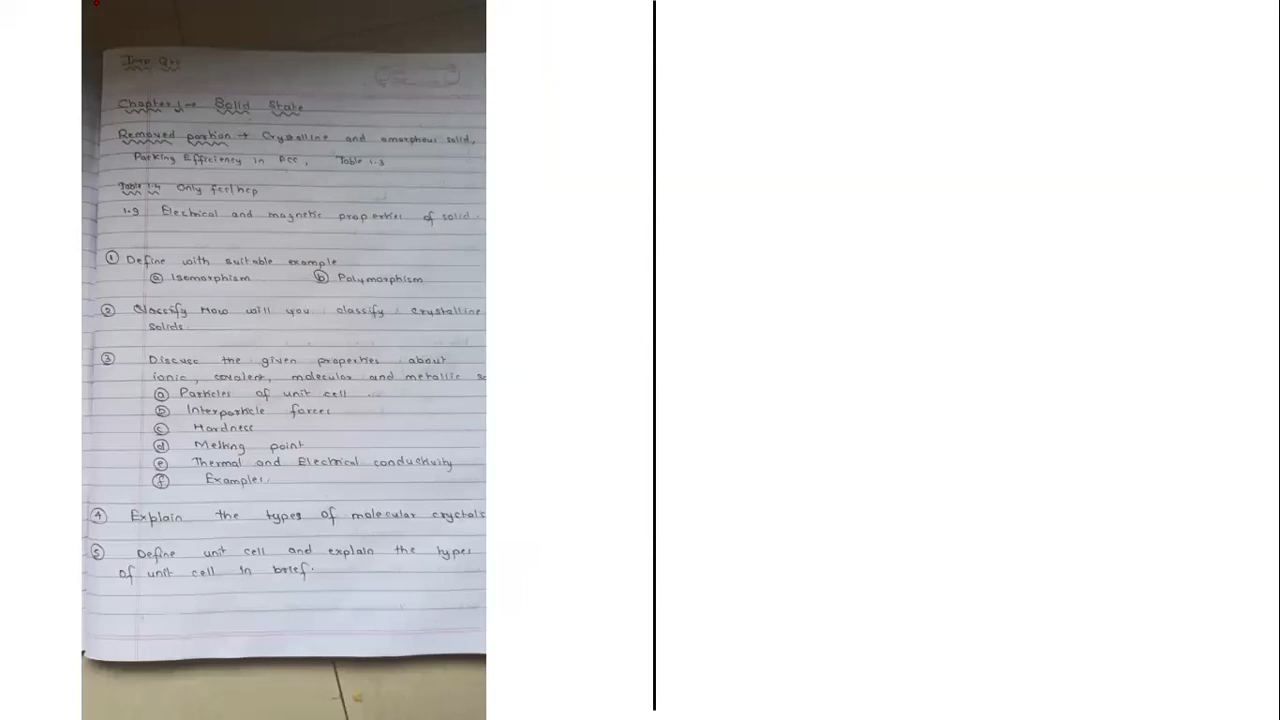 Imp Qts
Chapter 1 → Solid State
Removed portion → Crystalline and amorphous solid,
Packing Efficiency in BCC, Table 1.3
Table 1.4 Only fcc/hcp
1.9 Electrical and magnetic properties of solid.
① Define with suitable example
ⓐ Isomorphism ⓑ Polymorphism
② Classify How will you classify crystalline
solids.
③ Discuss the given properties about
ionic, covalent, molecular and metallic
ⓐ Particles of unit cell
ⓑ Interparticle forces
ⓒ Hardness
ⓓ Melting point
ⓔ Thermal and Electrical conductivity
ⓕ Examples.
④ Explain the types of molecular crystals
⑤ Define unit cell and explain the types
of unit cell in brief.